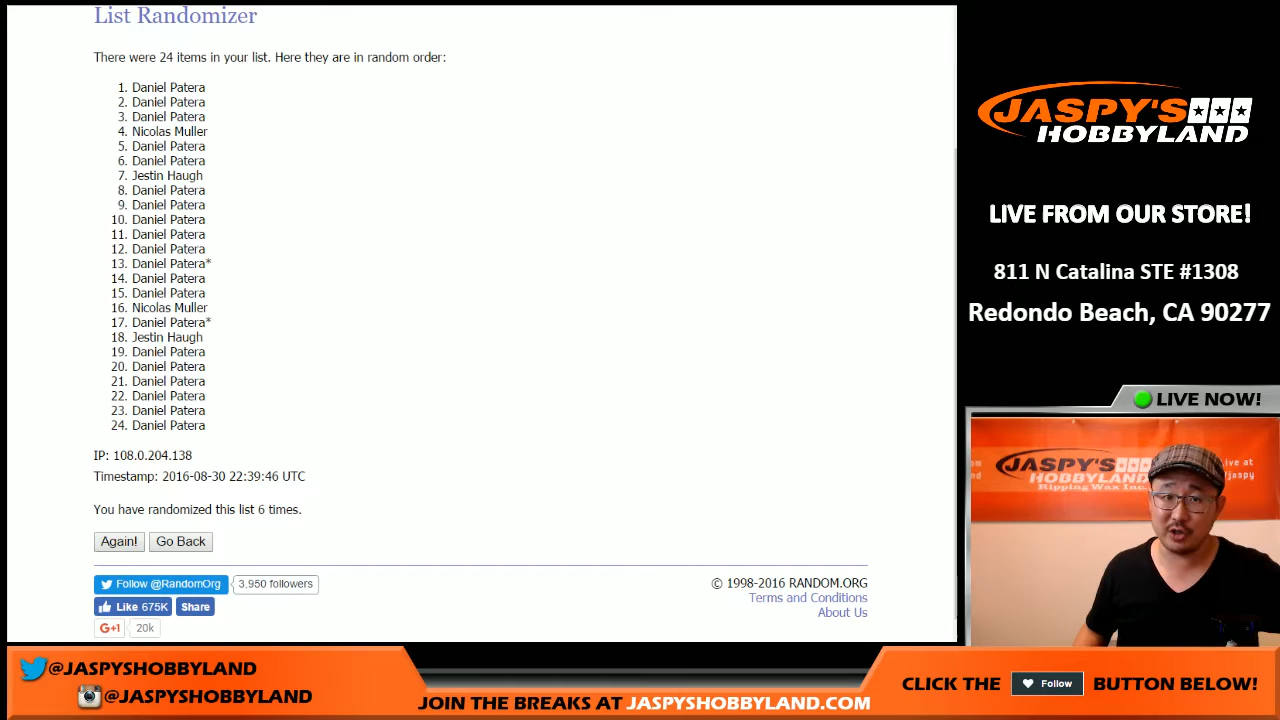 List Randomizer
There were 24 items in your list. Here they are in random order:
1. Daniel Patera
2. Daniel Patera
3. Daniel Patera
4. Nicolas Muller
5. Daniel Patera
6. Daniel Patera
7. Jestin Haugh
8. Daniel Patera
9. Daniel Patera
10. Daniel Patera
11. Daniel Patera
12. Daniel Patera
13. Daniel Patera*
14. Daniel Patera
15. Daniel Patera
16. Nicolas Muller
17. Daniel Patera*
18. Jestin Haugh
19. Daniel Patera
20. Daniel Patera
21. Daniel Patera
22. Daniel Patera
23. Daniel Patera
24. Daniel Patera
IP: 108.0.204.138
Timestamp: 2016-08-30 22:39:46 UTC
You have randomized this list 6 times.
Again! Go Back
Follow @RandomOrg 3,950 followers
Like 675K Share
G+1 20k
© 1998-2016 RANDOM.ORG
Terms and Conditions
About Us
JASPY'S
HOBBYLAND
LIVE FROM OUR STORE!
811 N Catalina STE #1308
Redondo Beach, CA 90277
LIVE NOW!
JASPY'S
HOBBYLAND
Ripping Wax Inc.
live at
/jaspy
@JASPYSHOBBYLAND
@JASPYSHOBBYLAND
JOIN THE BREAKS AT JASPYSHOBBYLAND.COM
CLICK THE Follow BUTTON BELOW!